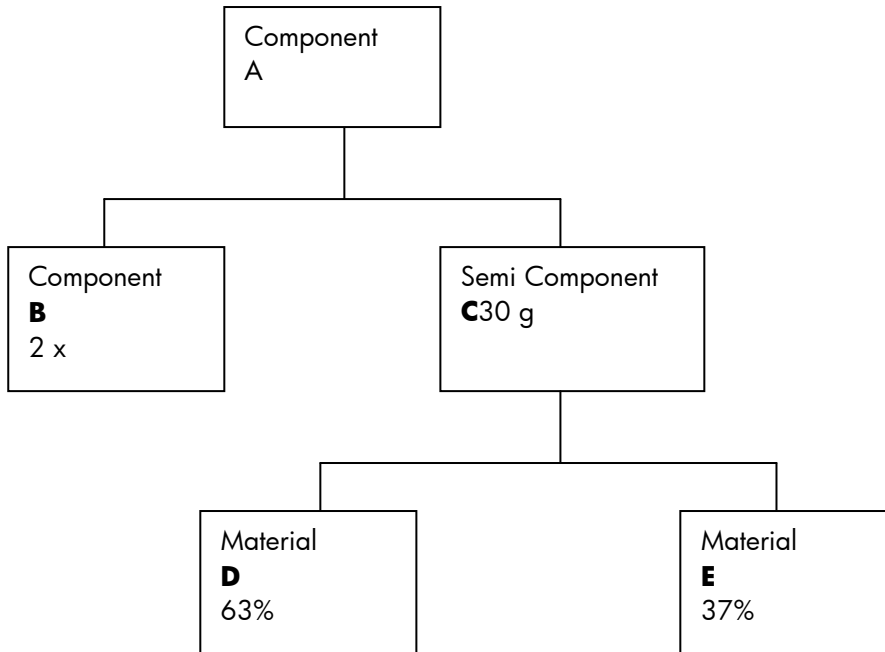 Component
A
Component
B
2 x
Semi Component
C30 g
Material
D
63%
Material
E
37%